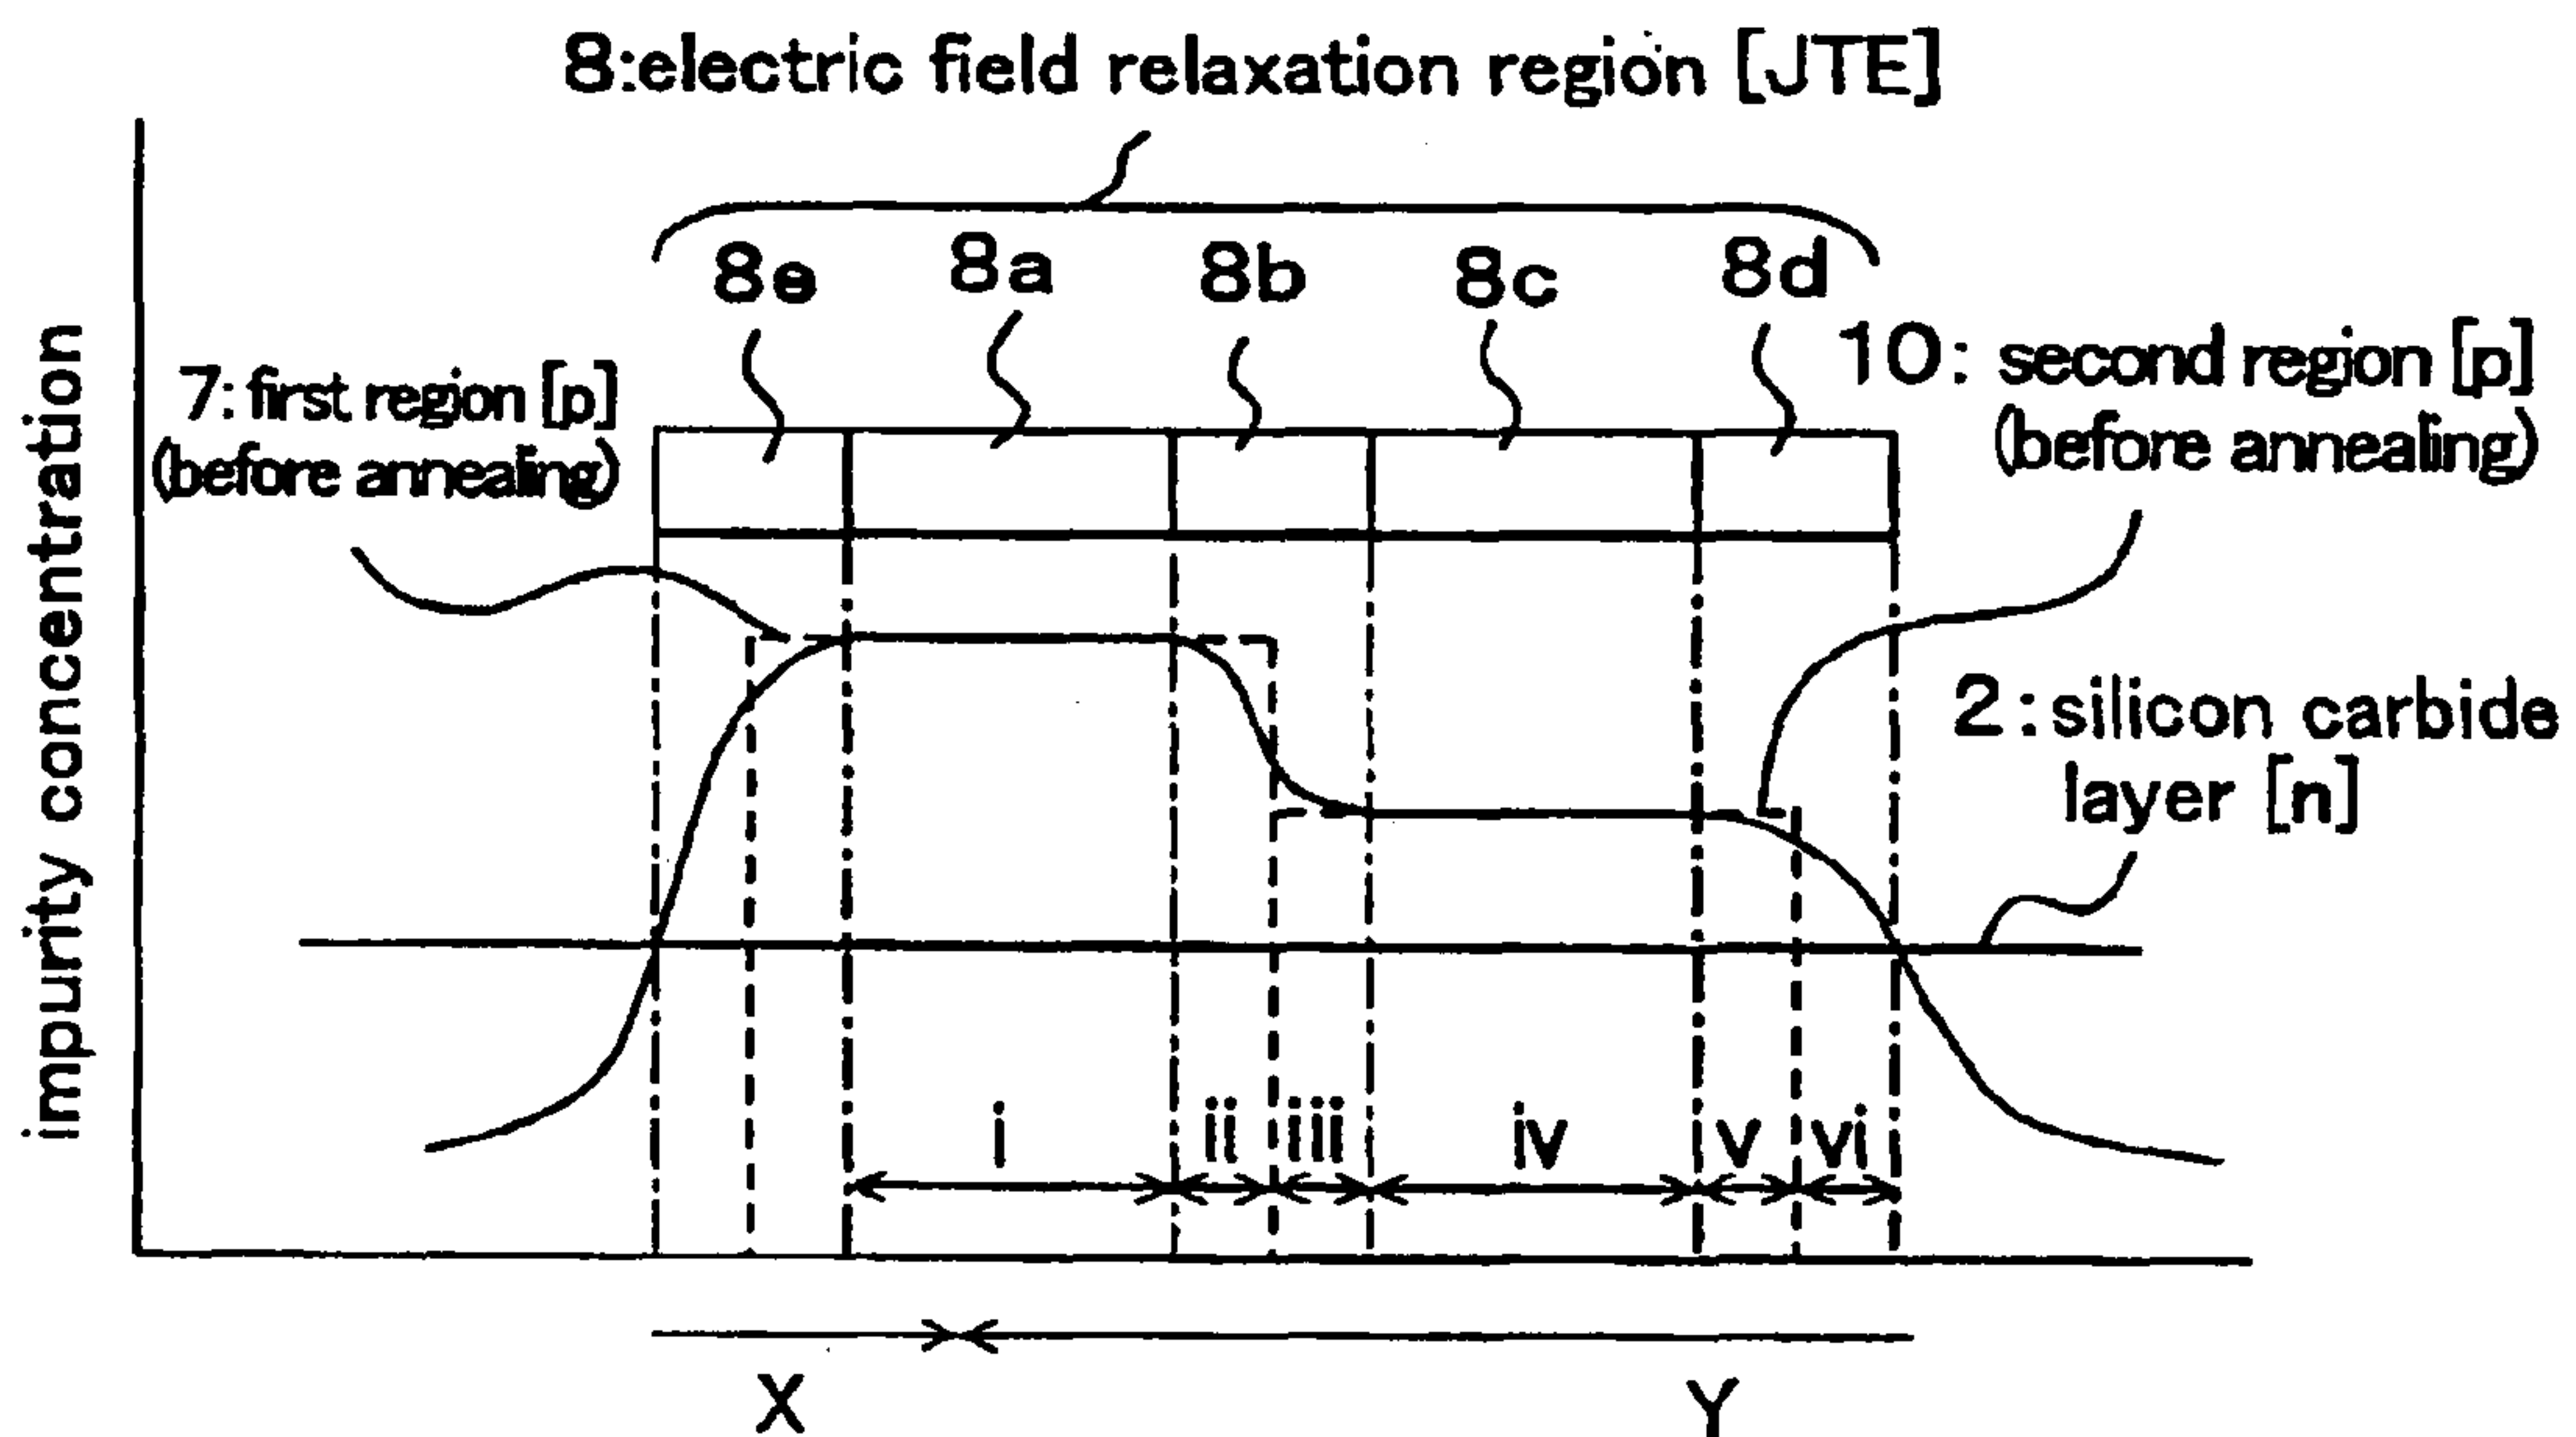 8:electric field relaxation region [JTE]
8e 8a 8b 8c 8d
7: first region [p]
(before annealing)
10: second region [p]
(before annealing)
2: silicon carbide
layer [n]
impurity concentration
i ii iii iv v vi
X Y